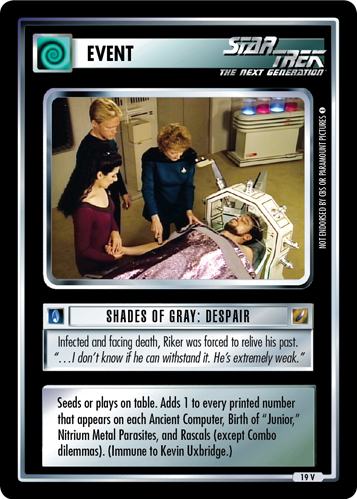 EVENT
STAR TREK
THE NEXT GENERATION
NOT ENDORSED BY CBS OR PARAMOUNT PICTURES
SHADES OF GRAY: DESPAIR
Infected and facing death, Riker was forced to relive his past.
“…I don’t know if he can withstand it. He’s extremely weak.”
Seeds or plays on table. Adds 1 to every printed number
that appears on each Ancient Computer, Birth of “Junior,”
Nitrium Metal Parasites, and Rascals (except Combo
dilemmas). (Immune to Kevin Uxbridge.)
19 V